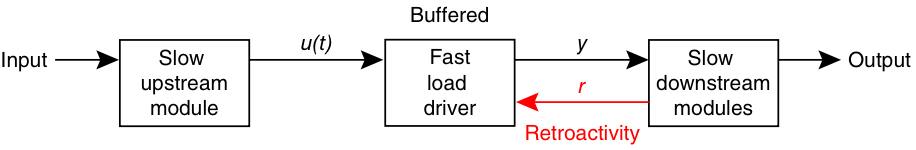 Buffered
Input
Slow
upstream
module
u(t)
Fast
load
driver
y
r
Retroactivity
Slow
downstream
modules
Output